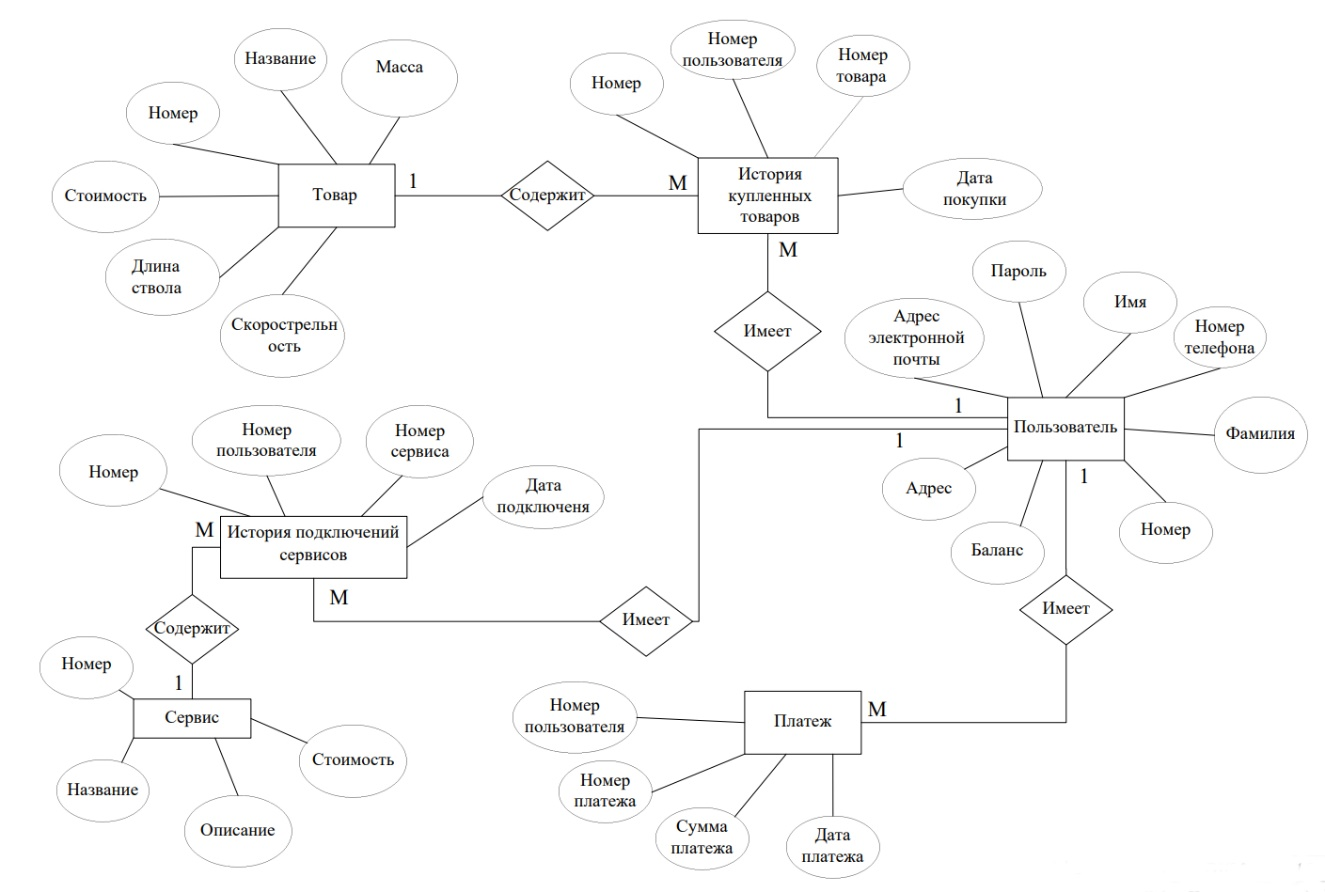 Название
Масса
Номер
Стоимость
Товар
Длина
ствола
Скорострельн
ость
1
Содержит
М
Номер
Номер
пользователя
Номер
товара
История
купленных
товаров
Дата
покупки
М
Имеет
1
Адрес
электронной
почты
Пароль
Имя
Номер
телефона
Пользователь
Фамилия
1
Адрес
Баланс
1
Номер
Имеет
Номер
Номер
пользователя
Номер
сервиса
Дата
подключеня
М
История подключений
сервисов
М
Имеет
Содержит
1
Номер
Сервис
Стоимость
Название
Описание
Номер
пользователя
Платеж
М
Номер
платежа
Сумма
платежа
Дата
платежа